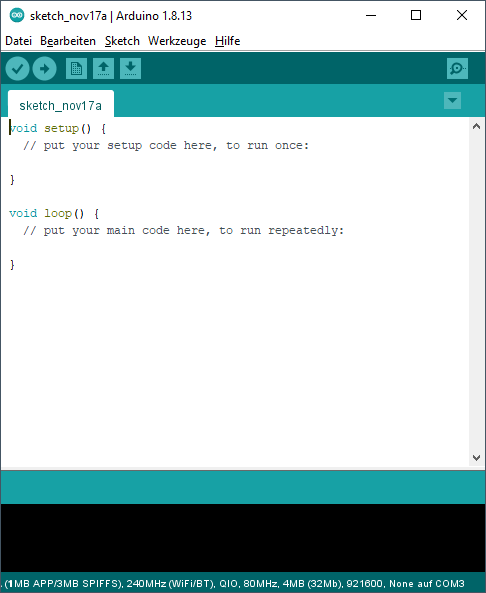 sketch_nov17a | Arduino 1.8.13
Datei Bearbeiten Sketch Werkzeuge Hilfe
sketch_nov17a
void setup() {
  // put your setup code here, to run once:
}
void loop() {
  // put your main code here, to run repeatedly:
}
(1MB APP/3MB SPIFFS), 240MHz (WiFi/BT), QIO, 80MHz, 4MB (32Mb), 921600, None auf COM3